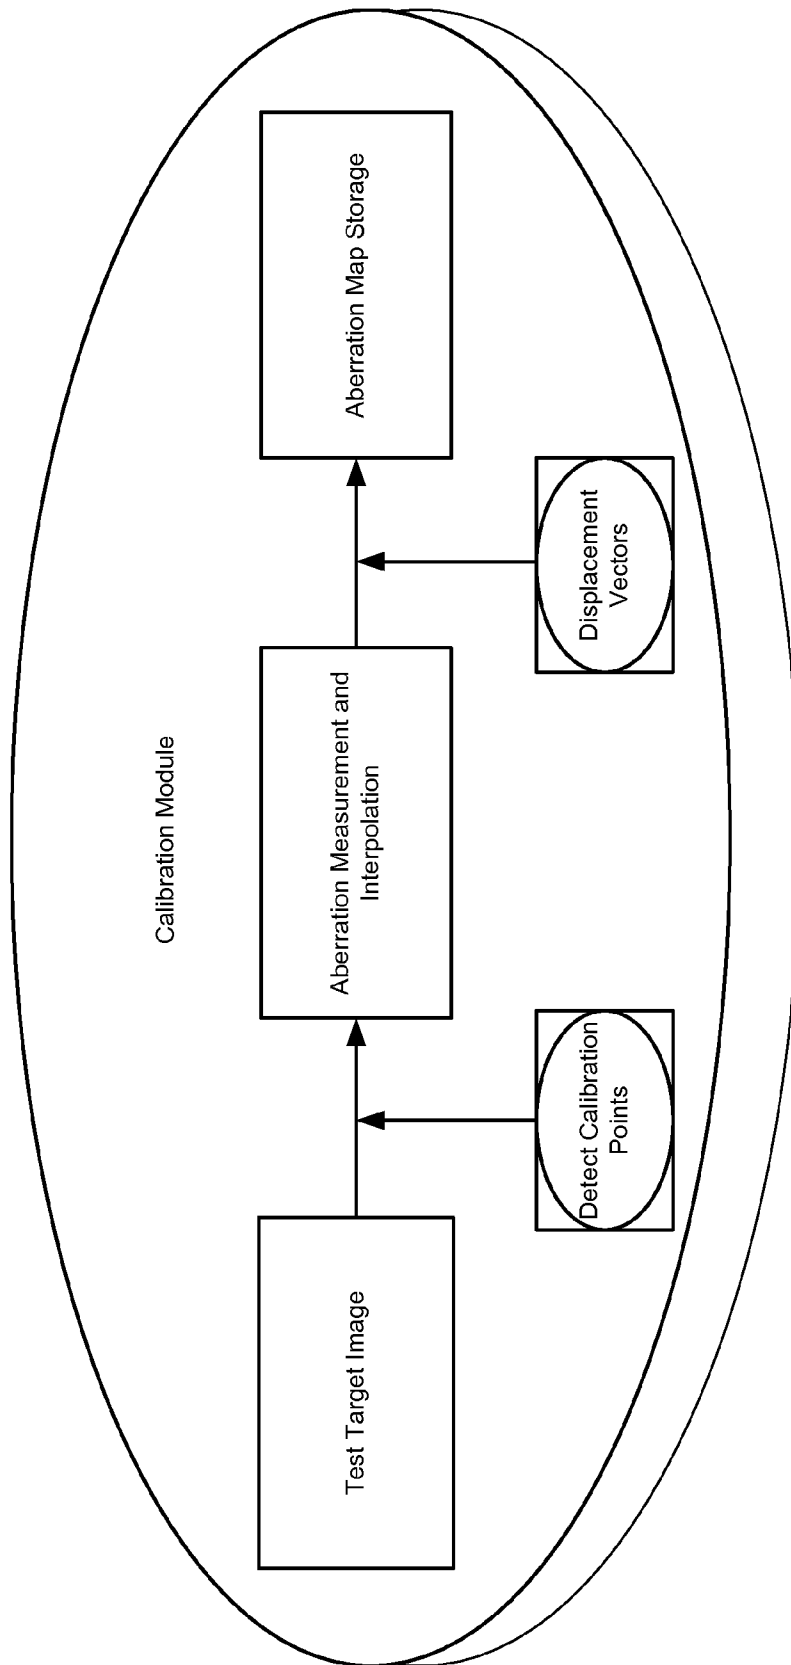 Calibration Module
Test Target Image
Aberration Measurement and
Interpolation
Aberration Map Storage
Detect Calibration
Points
Displacement
Vectors